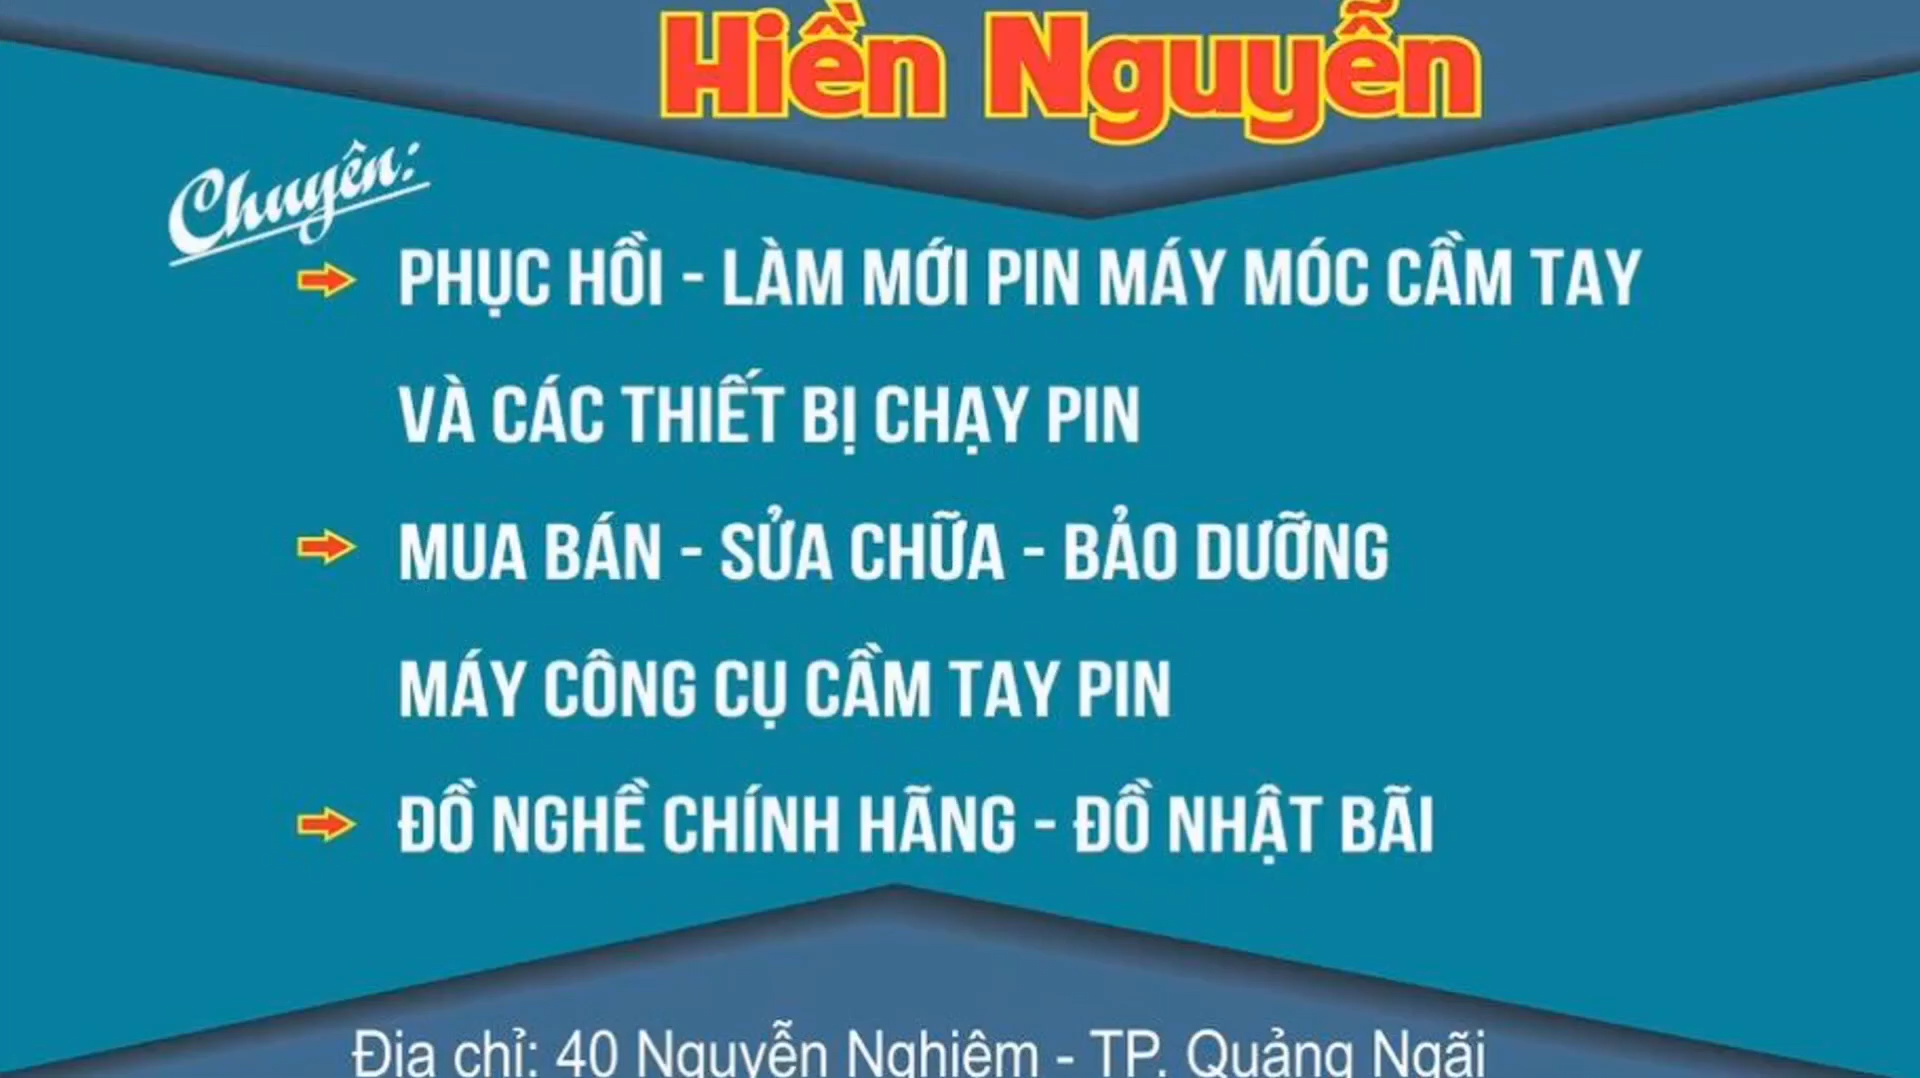 Hiền Nguyễn
Chuyên:
PHỤC HỒI - LÀM MỚI PIN MÁY MÓC CẦM TAY
VÀ CÁC THIẾT BỊ CHẠY PIN
MUA BÁN - SỬA CHỮA - BẢO DƯỠNG
MÁY CÔNG CỤ CẦM TAY PIN
ĐỒ NGHỀ CHÍNH HÃNG - ĐỒ NHẬT BÃI
Địa chỉ: 40 Nguyễn Nghiêm - TP. Quảng Ngãi